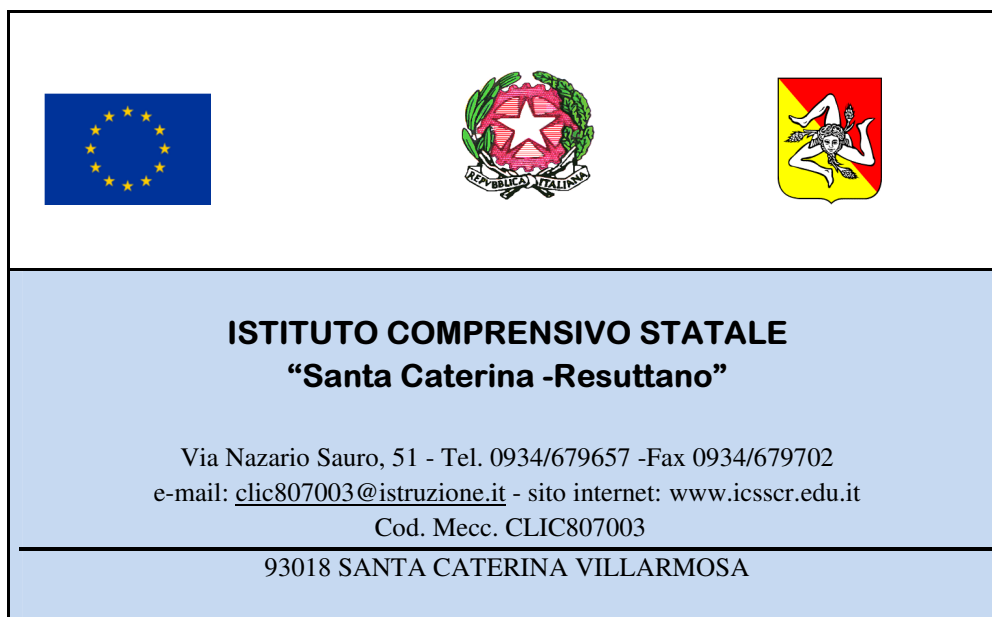 REPVBBLICA ITALIANA
ISTITUTO COMPRENSIVO STATALE
“Santa Caterina -Resuttano”
Via Nazario Sauro, 51 - Tel. 0934/679657 -Fax 0934/679702
e-mail: clic807003@istruzione.it - sito internet: www.icsscr.edu.it
Cod. Mecc. CLIC807003
93018 SANTA CATERINA VILLARMOSA